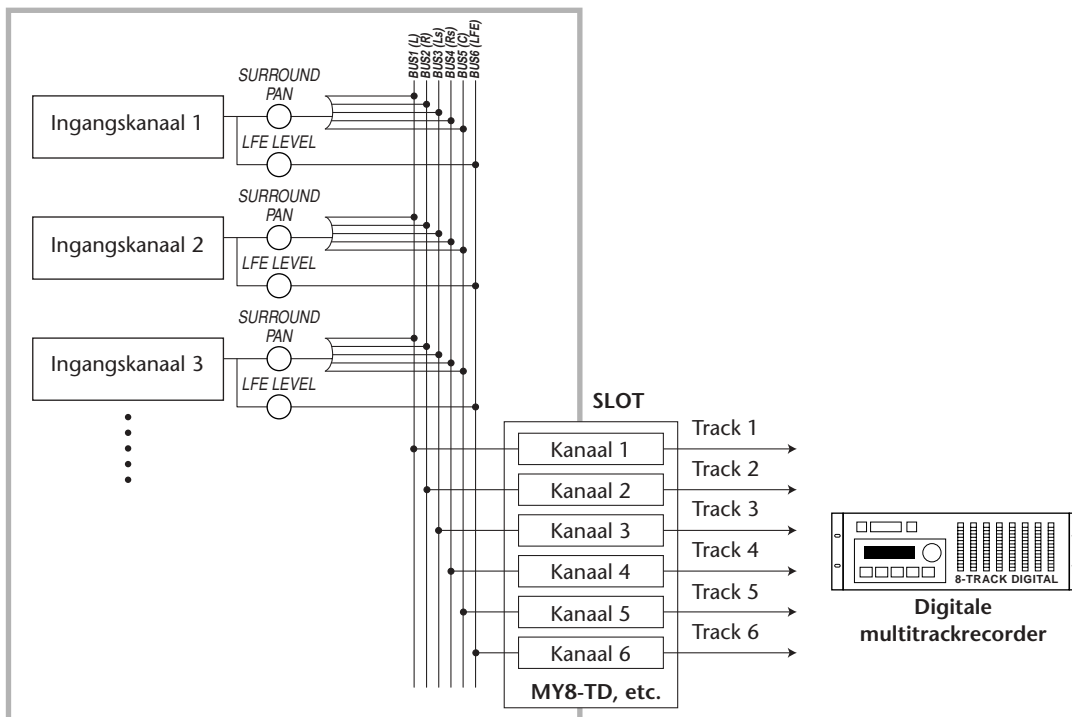 BUS1 (L)
BUS2 (R)
BUS3 (Ls)
BUS4 (Rs)
BUS5 (C)
BUS6 (LFE)
SURROUND
PAN
Ingangskanaal 1
LFE LEVEL
SURROUND
PAN
Ingangskanaal 2
LFE LEVEL
SURROUND
PAN
Ingangskanaal 3
LFE LEVEL
SLOT
Kanaal 1
Track 1
Kanaal 2
Track 2
Kanaal 3
Track 3
Kanaal 4
Track 4
Kanaal 5
Track 5
Kanaal 6
Track 6
MY8-TD, etc.
8-TRACK DIGITAL
Digitale
multitrackrecorder